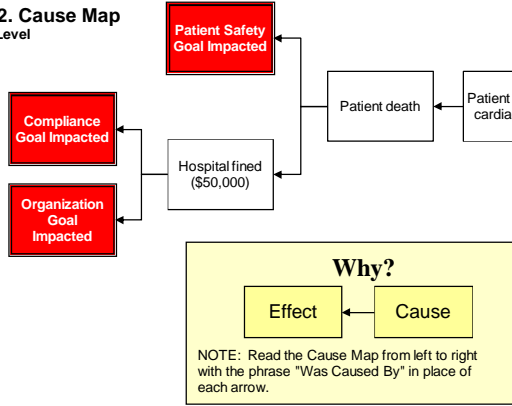 2. Cause Map
Level
Patient Safety
Goal Impacted
Compliance
Goal Impacted
Organization
Goal
Impacted
Hospital fined
($50,000)
Patient death
Patient
cardia
Why?
Effect
Cause
NOTE: Read the Cause Map from left to right
with the phrase "Was Caused By" in place of
each arrow.